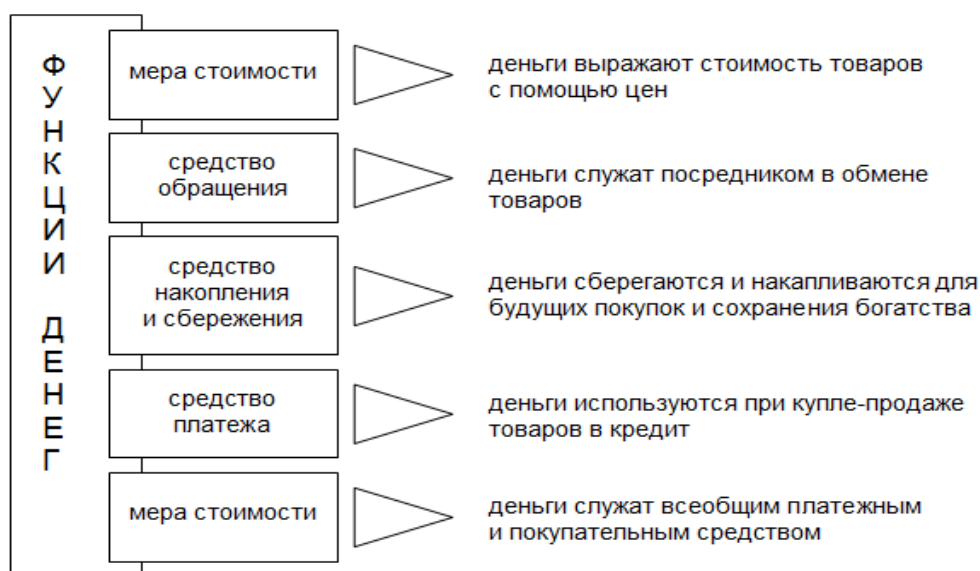 ФУНКЦИИ ДЕНЕГ
мера стоимости
деньги выражают стоимость товаров
с помощью цен
средство
обращения
деньги служат посредником в обмене
товаров
средство
накопления
и сбережения
деньги сберегаются и накапливаются для
будущих покупок и сохранения богатства
средство
платежа
деньги используются при купле-продаже
товаров в кредит
мера стоимости
деньги служат всеобщим платежным
и покупательным средством